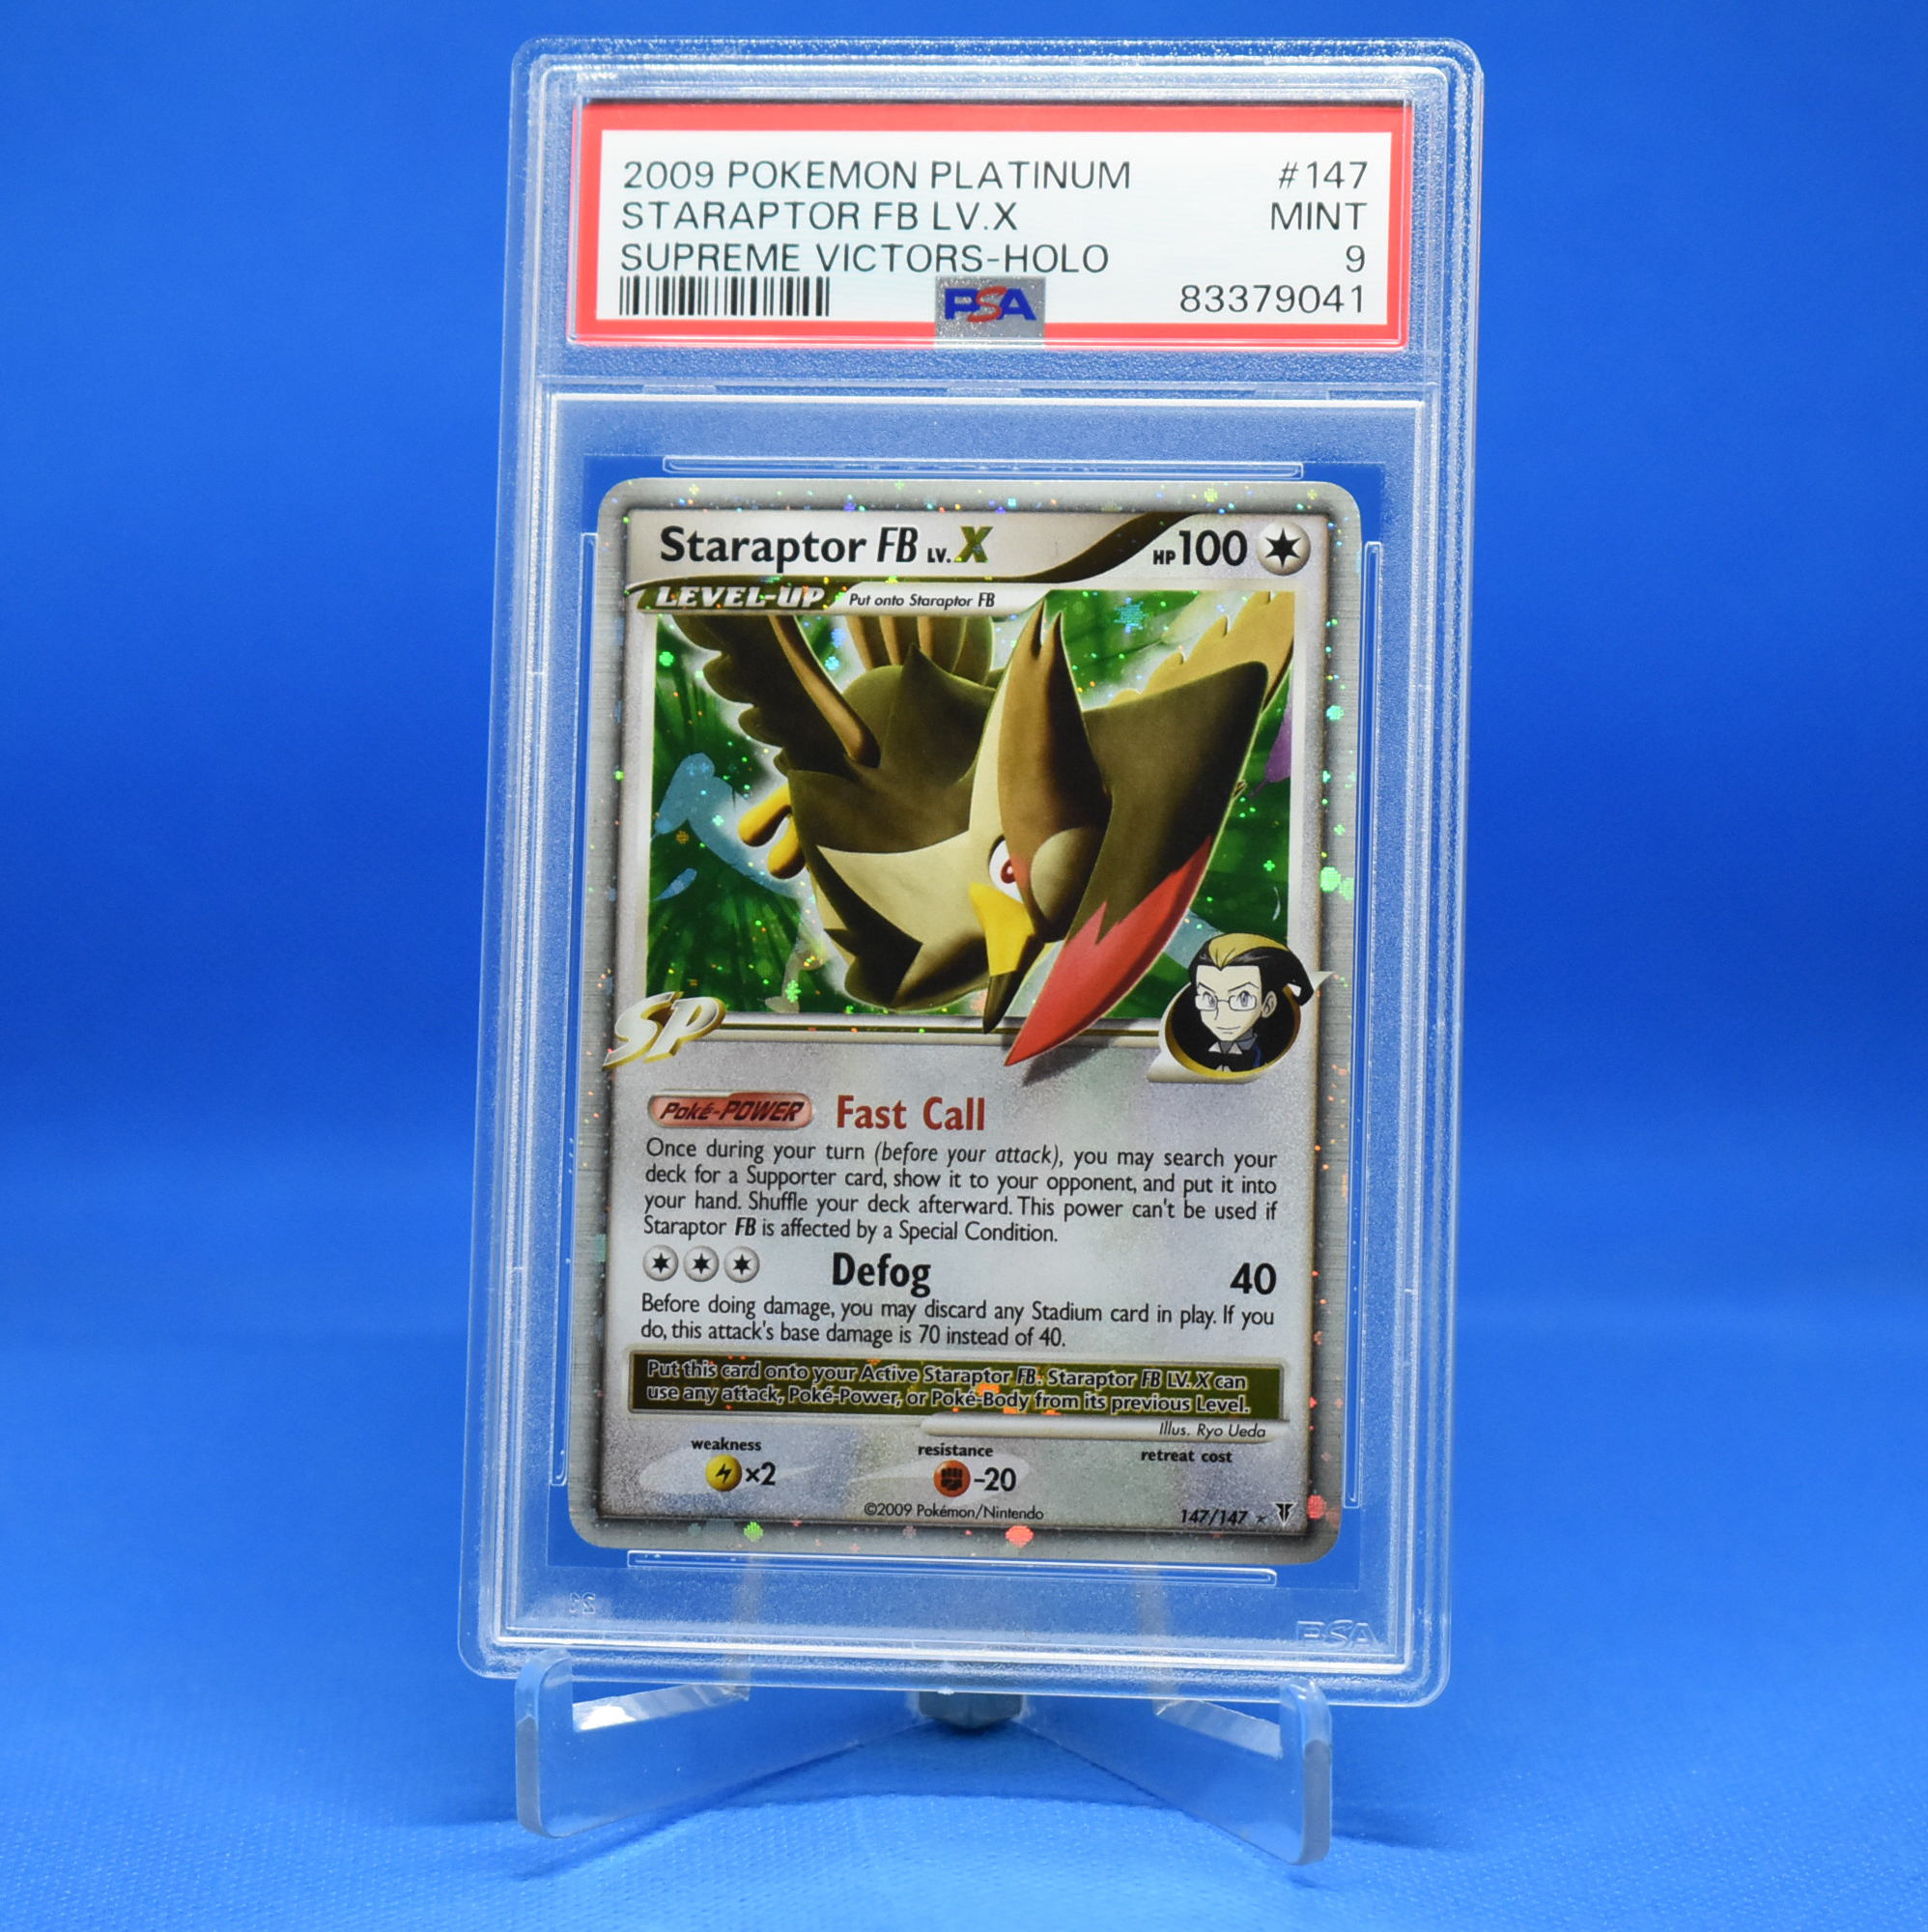 2009 POKEMON PLATINUM #147
STARAPTOR FB LV.X MINT
SUPREME VICTORS-HOLO 9
PSA 83379041
Staraptor FB LV.X HP100
LEVEL-UP Put onto Staraptor FB
SP
Poké-POWER Fast Call
Once during your turn (before your attack), you may search your
deck for a Supporter card, show it to your opponent, and put it into
your hand. Shuffle your deck afterward. This power can't be used if
Staraptor FB is affected by a Special Condition.
Defog 40
Before doing damage, you may discard any Stadium card in play. If you
do, this attack's base damage is 70 instead of 40.
Put this card onto your Active Staraptor FB. Staraptor FB LV.X can
use any attack, Poké-Power, or Poké-Body from its previous Level.
Illus. Ryo Ueda
weakness resistance retreat cost
×2 -20
©2009 Pokémon/Nintendo 147/147
PSA